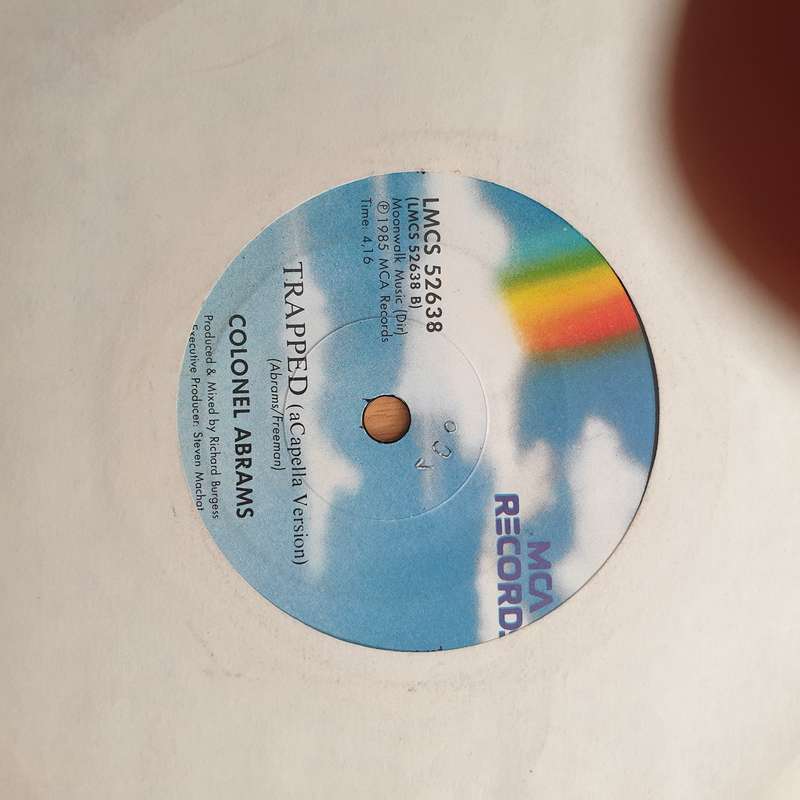 MCA
RECORDS
LMCS 52638
(LMCS 52638 B)
Moonwalk Music (Dir)
℗ 1985 MCA Records
Time: 4,16
TRAPPED (aCapella Version)
(Abrams/Freeman)
COLONEL ABRAMS
Produced & Mixed by Richard Burgess
Executive Producer: Steven Machat